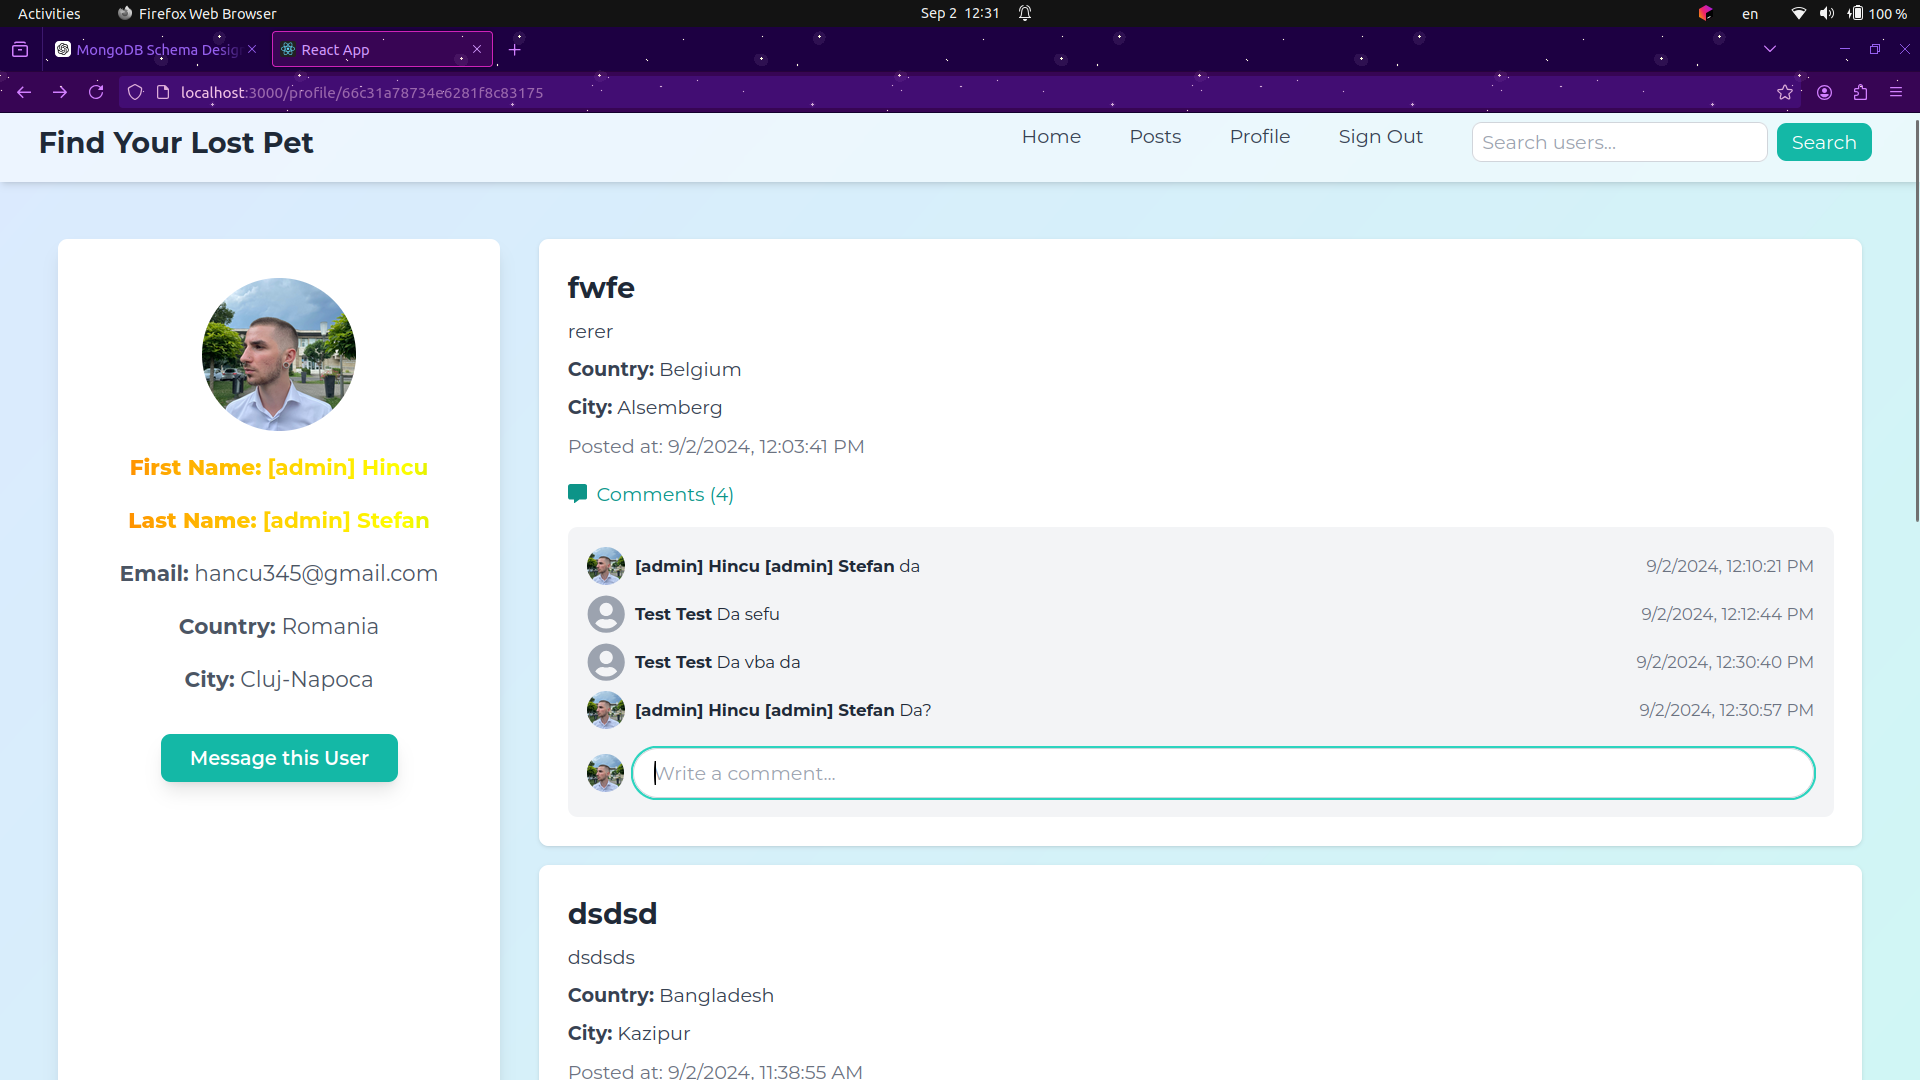 Activities Firefox Web Browser Sep 2 12:31 en 100 %
MongoDB Schema Desig React App
localhost:3000/profile/66c31a78734e6281f8c83175
Find Your Lost Pet Home Posts Profile Sign Out Search users... Search
First Name: [admin] Hincu
Last Name: [admin] Stefan
Email: hancu345@gmail.com
Country: Romania
City: Cluj-Napoca
Message this User
fwfe
rerer
Country: Belgium
City: Alsemberg
Posted at: 9/2/2024, 12:03:41 PM
Comments (4)
[admin] Hincu [admin] Stefan da 9/2/2024, 12:10:21 PM
Test Test Da sefu 9/2/2024, 12:12:44 PM
Test Test Da vba da 9/2/2024, 12:30:40 PM
[admin] Hincu [admin] Stefan Da? 9/2/2024, 12:30:57 PM
Write a comment...
dsdsd
dsdsds
Country: Bangladesh
City: Kazipur
Posted at: 9/2/2024, 11:38:55 AM